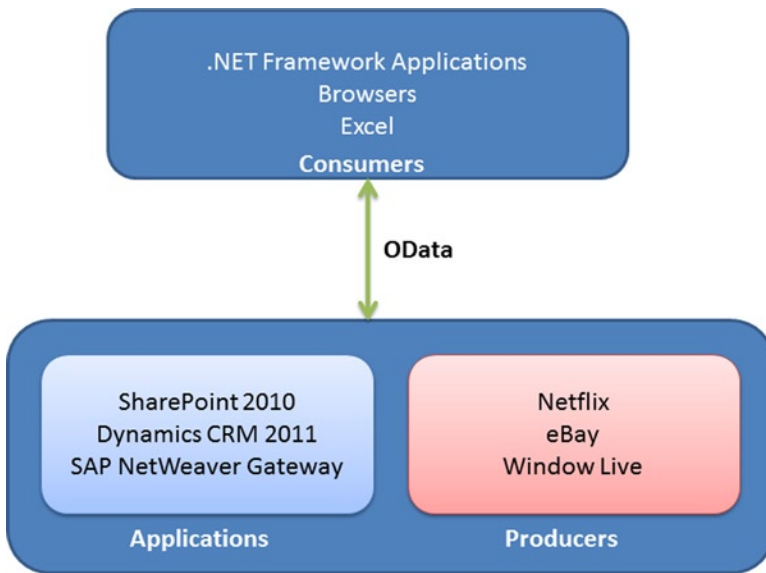 .NET Framework Applications
Browsers
Excel
Consumers
OData
SharePoint 2010
Dynamics CRM 2011
SAP NetWeaver Gateway
Applications
Netflix
eBay
Window Live
Producers